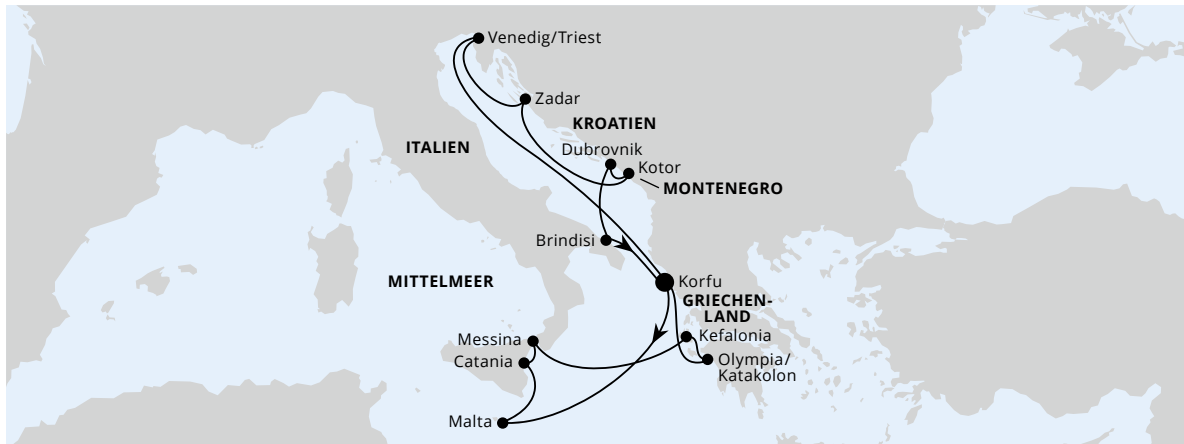 Venedig/Triest
Zadar
KROATIEN
ITALIEN
Dubrovnik
Kotor
MONTENEGRO
Brindisi
MITTELMEER
Korfu
GRIECHEN-
LAND
Kefalonia
Messina
Catania
Olympia/
Katakolon
Malta